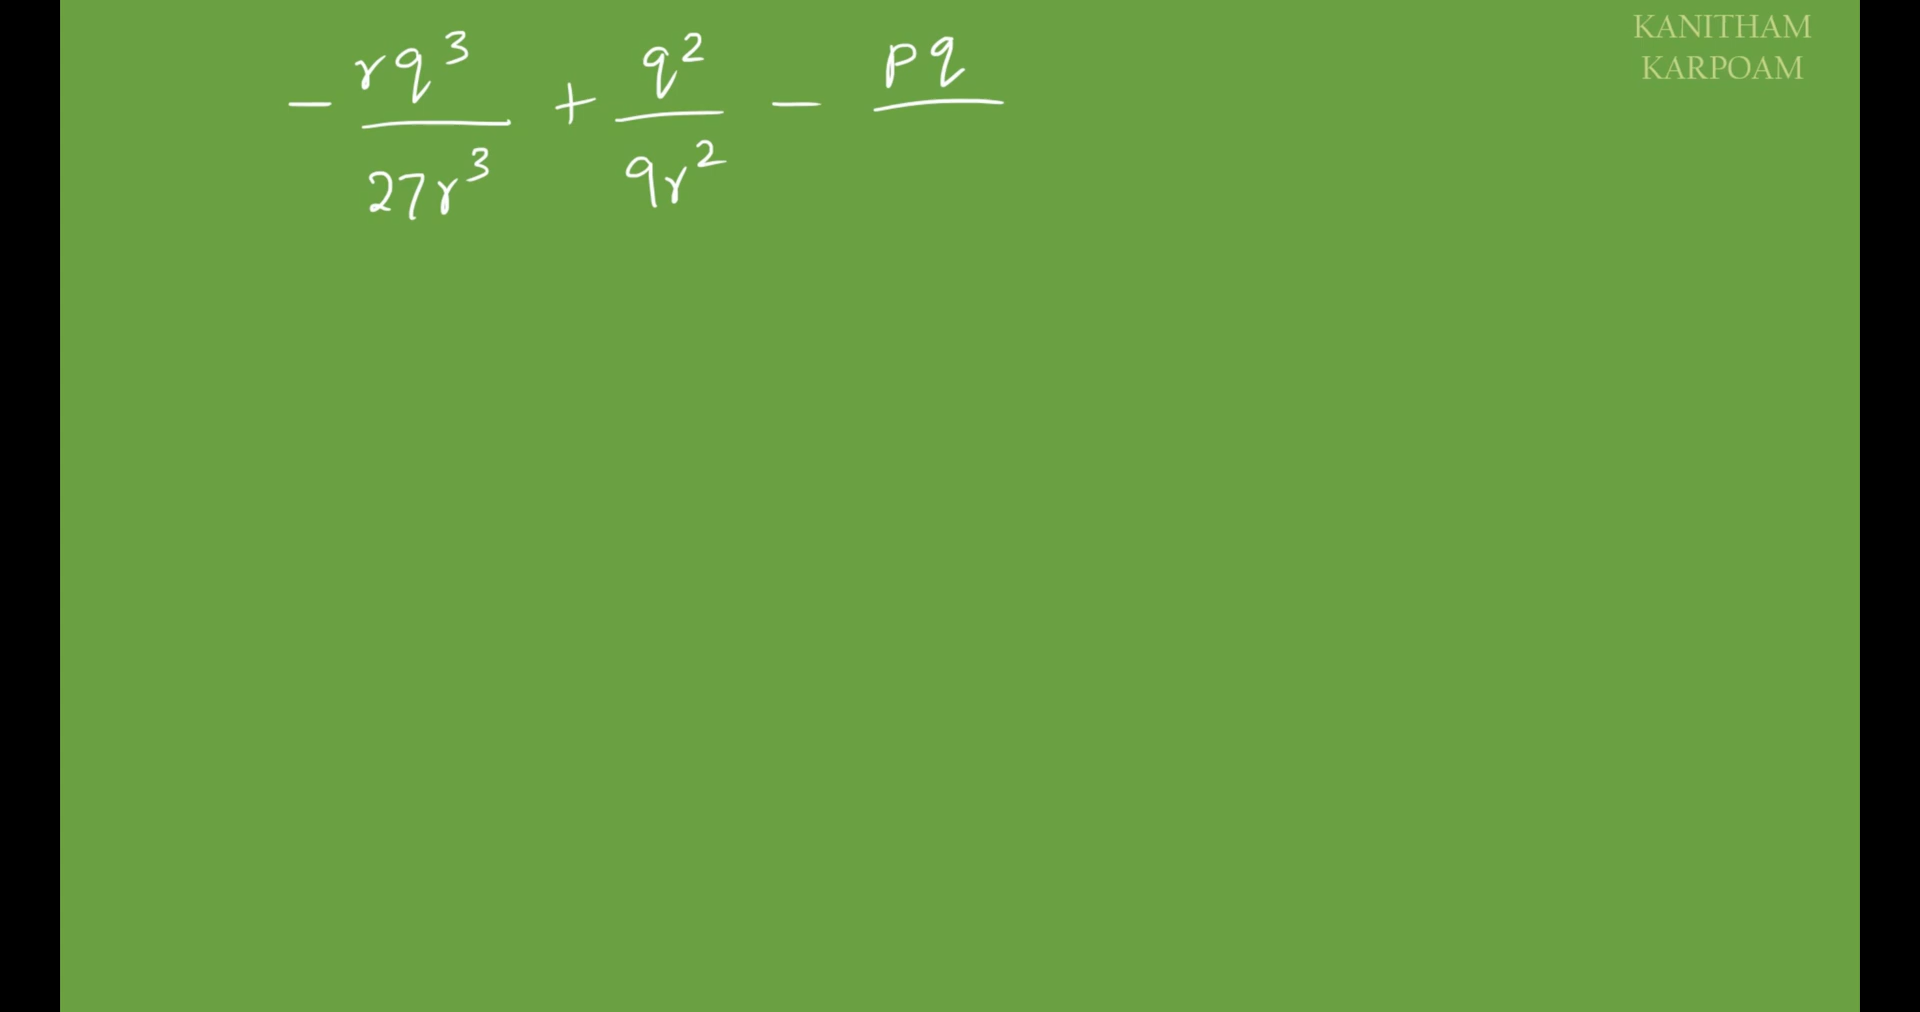 KANITHAM
KARPOAM
- rq³/27r³ + q²/9r² - pq/